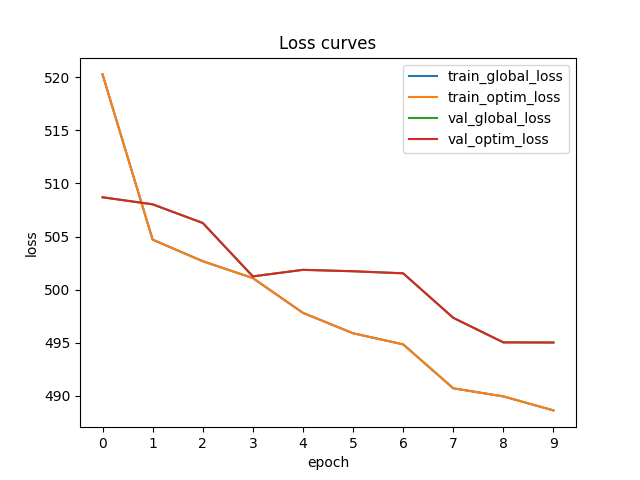 Loss curves
520
515
510
505
500
495
490
loss
train_global_loss
train_optim_loss
val_global_loss
val_optim_loss
0 1 2 3 4 5 6 7 8 9
epoch